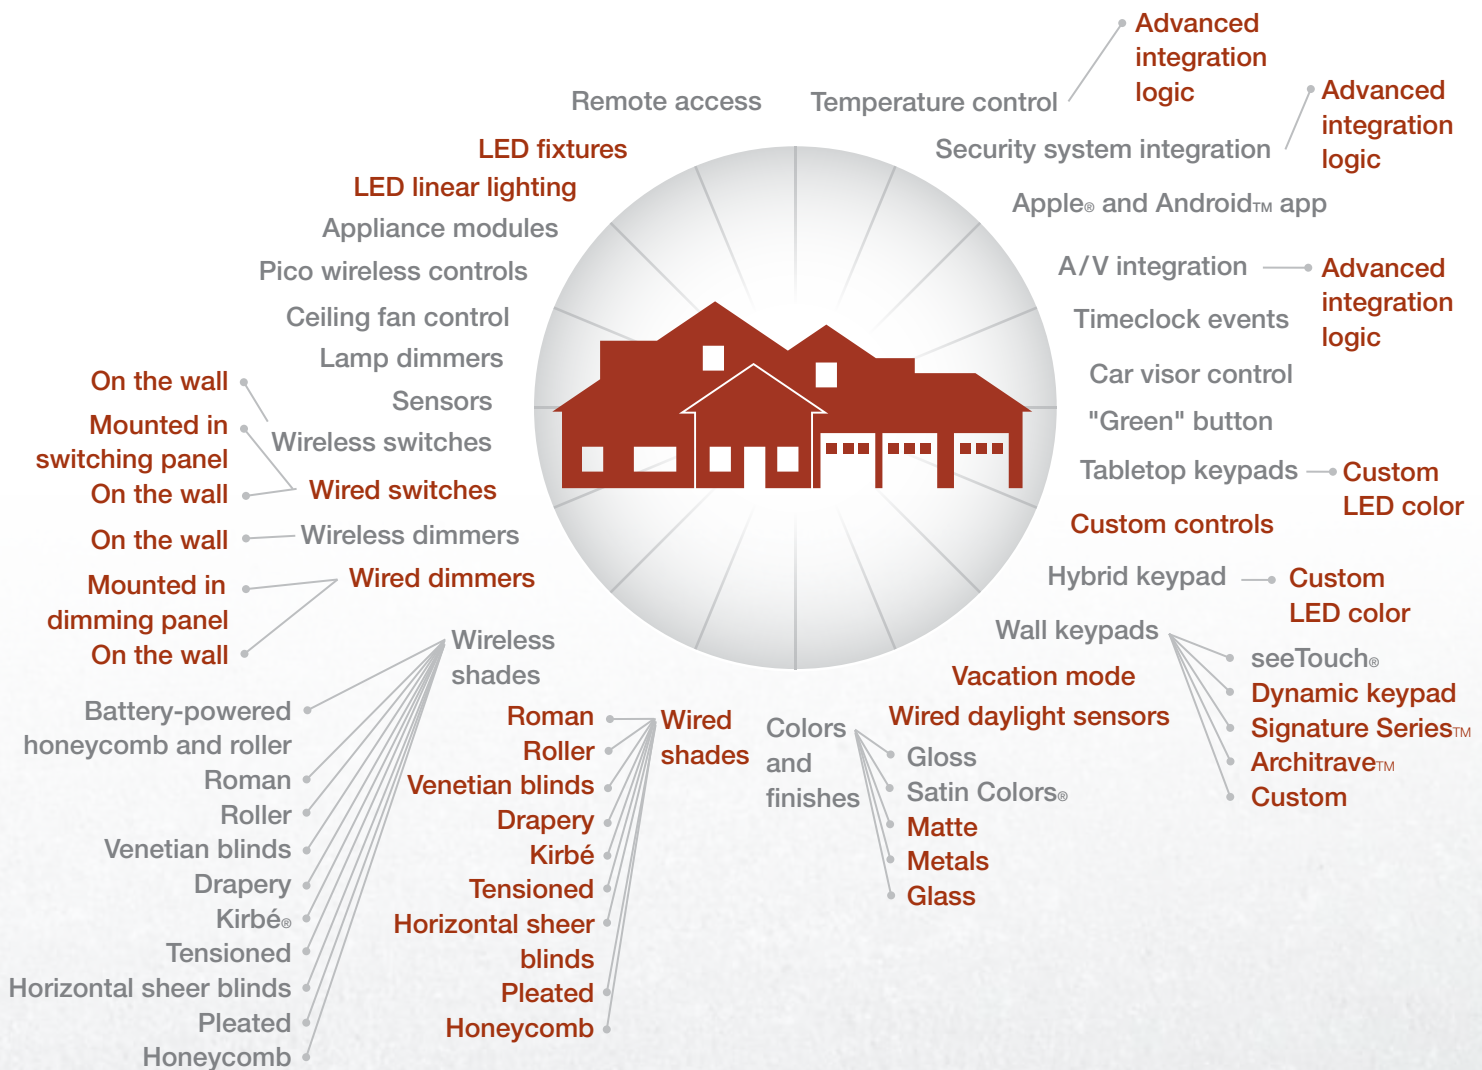 Advanced
integration
logic
Remote access
Temperature control
Advanced
integration
logic
LED fixtures
Security system integration
LED linear lighting
Apple® and Android™ app
Appliance modules
Pico wireless controls
A/V integration
Advanced
integration
logic
Ceiling fan control
Timeclock events
Lamp dimmers
Car visor control
On the wall
Sensors
"Green" button
Mounted in
switching panel
Wireless switches
Tabletop keypads
Custom
LED color
On the wall
Wired switches
Custom controls
On the wall
Wireless dimmers
Wired dimmers
Hybrid keypad
Custom
LED color
Mounted in
dimming panel
On the wall
Wall keypads
seeTouch®
Dynamic keypad
Signature Series™
Architrave™
Custom
Wireless
shades
Battery-powered
honeycomb and roller
Roman
Roller
Venetian blinds
Drapery
Kirbé®
Tensioned
Horizontal sheer blinds
Pleated
Honeycomb
Vacation mode
Wired daylight sensors
Wired
shades
Roman
Roller
Venetian blinds
Drapery
Kirbé
Tensioned
Horizontal sheer
blinds
Pleated
Honeycomb
Colors
and
finishes
Gloss
Satin Colors®
Matte
Metals
Glass